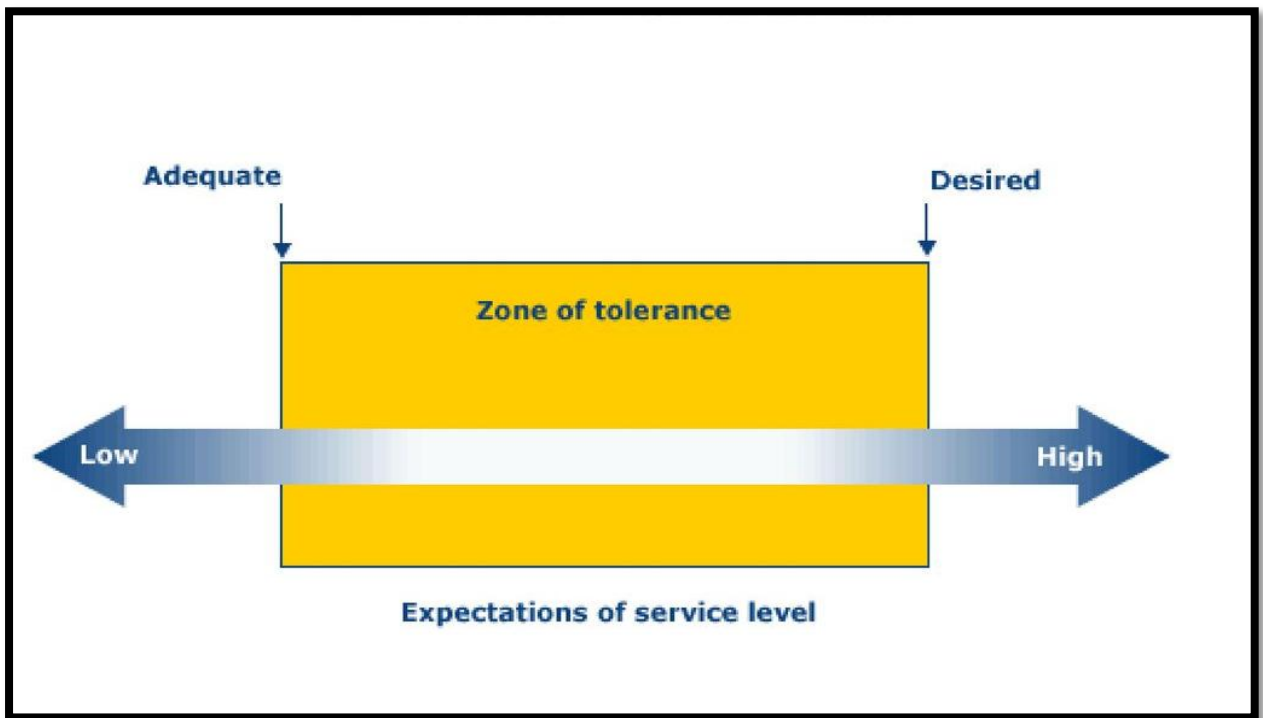 Adequate
Desired
Zone of tolerance
Low
High
Expectations of service level